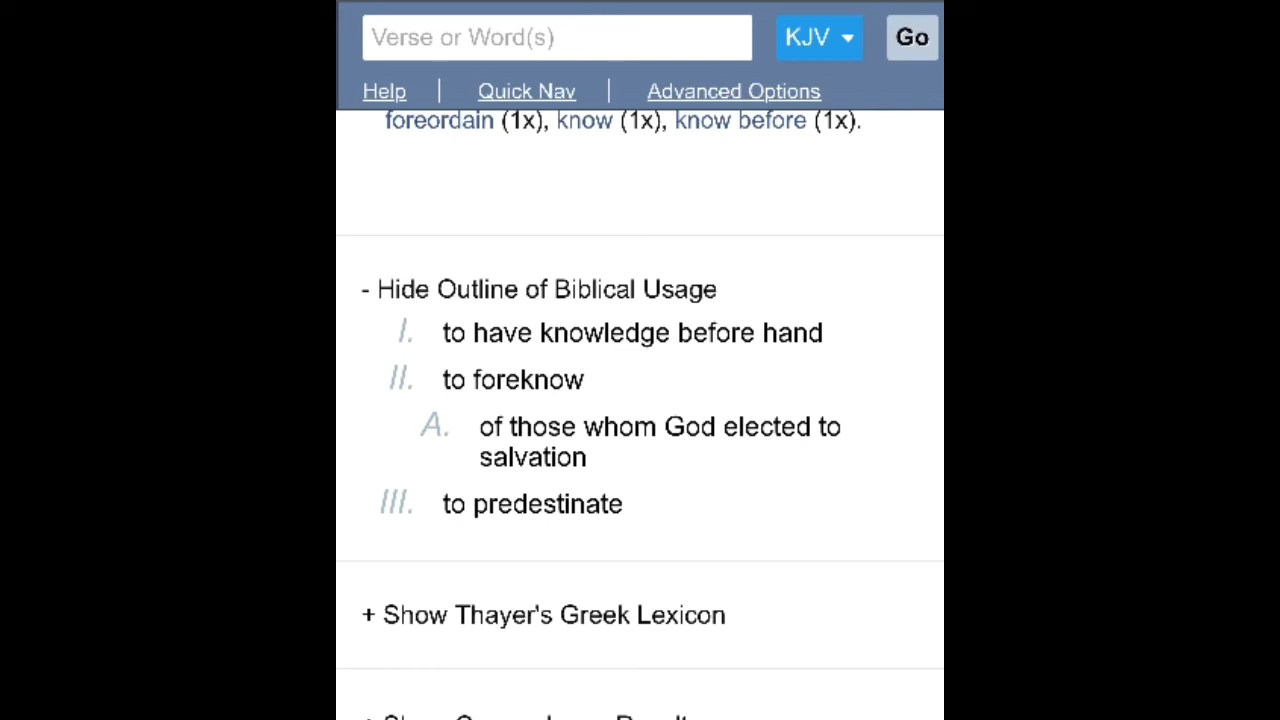 Verse or Word(s) KJV Go
Help | Quick Nav | Advanced Options
foreordain (1x), know (1x), know before (1x).
- Hide Outline of Biblical Usage
I. to have knowledge before hand
II. to foreknow
A. of those whom God elected to
salvation
III. to predestinate
+ Show Thayer's Greek Lexicon